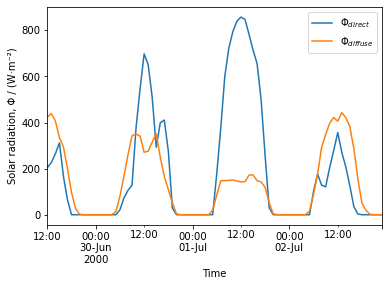 Φdirect
Φdiffuse
Solar radiation, Φ / (W·m⁻²)
800
600
400
200
0
12:00 00:00 12:00 00:00 12:00 00:00 12:00
30-Jun 01-Jul 02-Jul
2000
Time